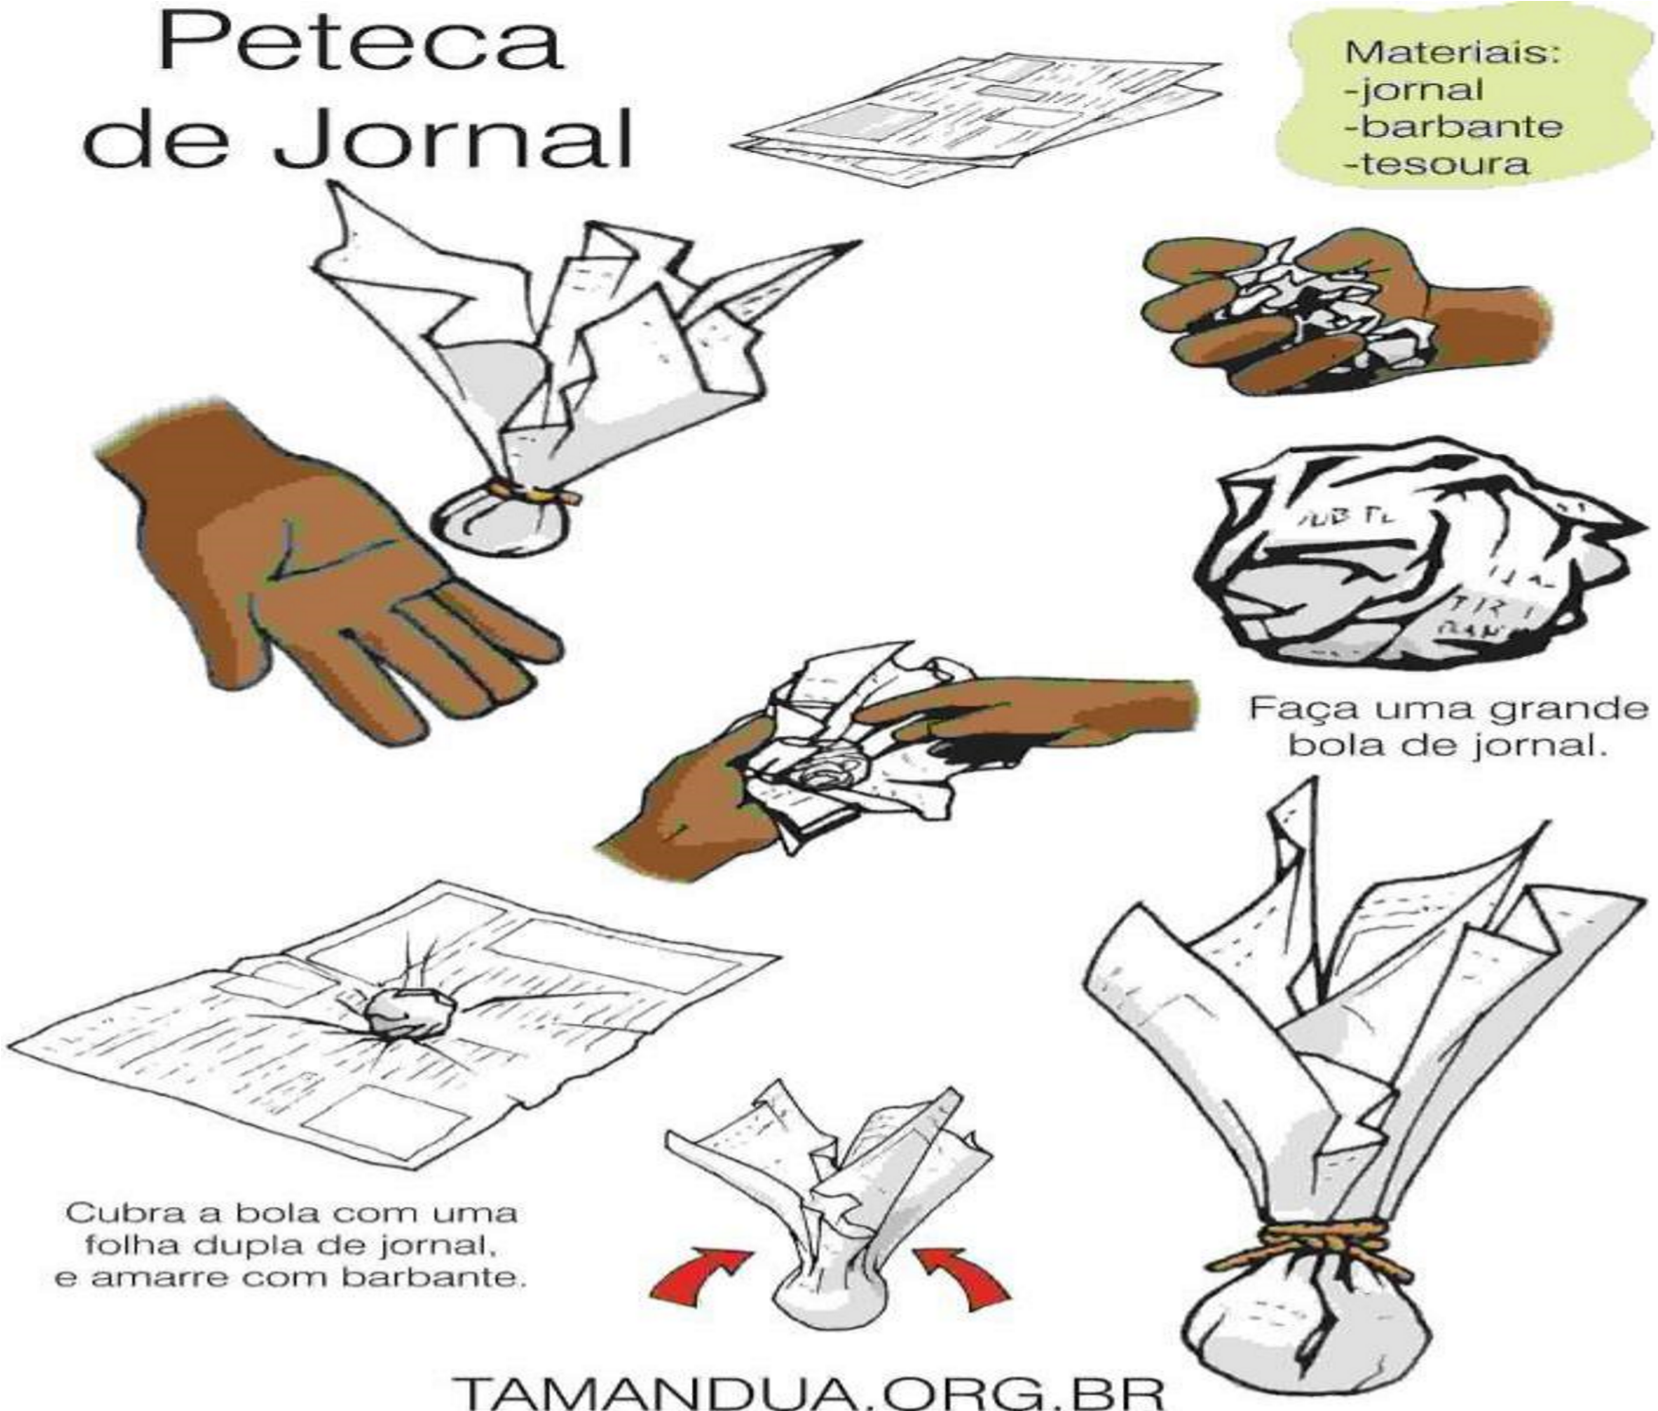 Peteca
de Jornal
Materiais:
-jornal
-barbante
-tesoura
Faça uma grande
bola de jornal.
Cubra a bola com uma
folha dupla de jornal,
e amarre com barbante.
TAMANDUA.ORG.BR